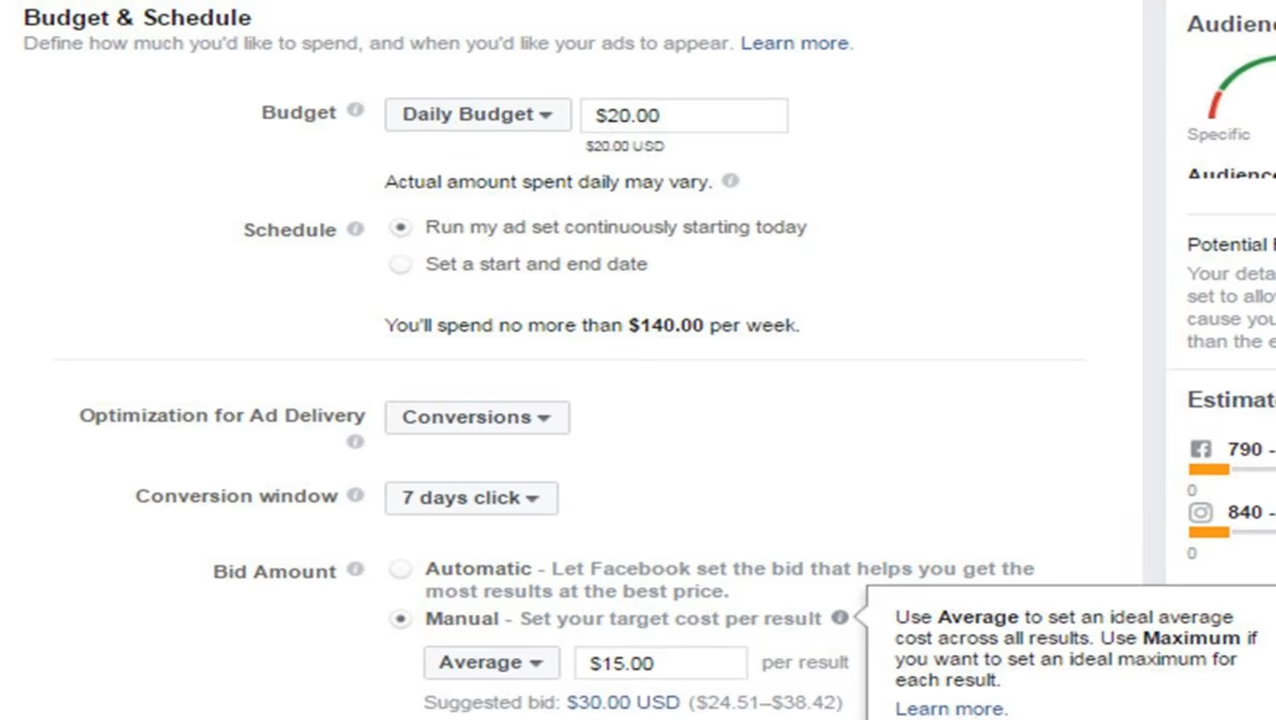 Budget & Schedule
Define how much you'd like to spend, and when you'd like your ads to appear. Learn more.
Budget
Daily Budget
$20.00
$20.00 USD
Actual amount spent daily may vary.
Schedule
Run my ad set continuously starting today
Set a start and end date
You'll spend no more than $140.00 per week.
Optimization for Ad Delivery
Conversions
Conversion window
7 days click
Bid Amount
Automatic - Let Facebook set the bid that helps you get the
most results at the best price.
Manual - Set your target cost per result
Average
$15.00
per result
Suggested bid: $30.00 USD ($24.51–$38.42)
Use Average to set an ideal average
cost across all results. Use Maximum if
you want to set an ideal maximum for
each result.
Learn more.
Specific
Potential
Your
set to
cause
than the
790 -
0
840 -
0